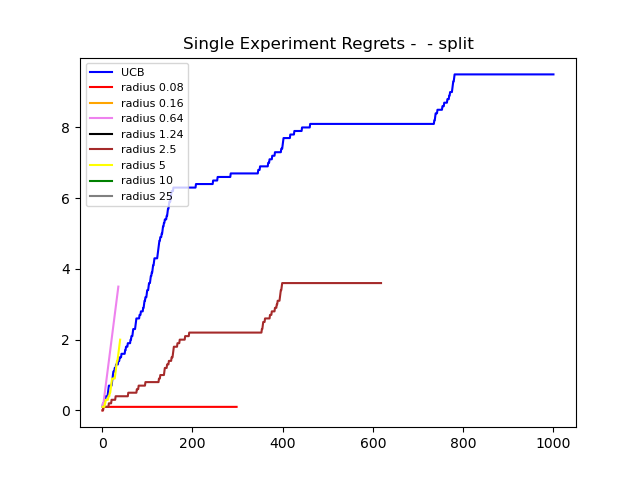 Single Experiment Regrets -  - split
UCB
radius 0.08
radius 0.16
radius 0.64
radius 1.24
radius 2.5
radius 5
radius 10
radius 25
8
6
4
2
0
0 200 400 600 800 1000